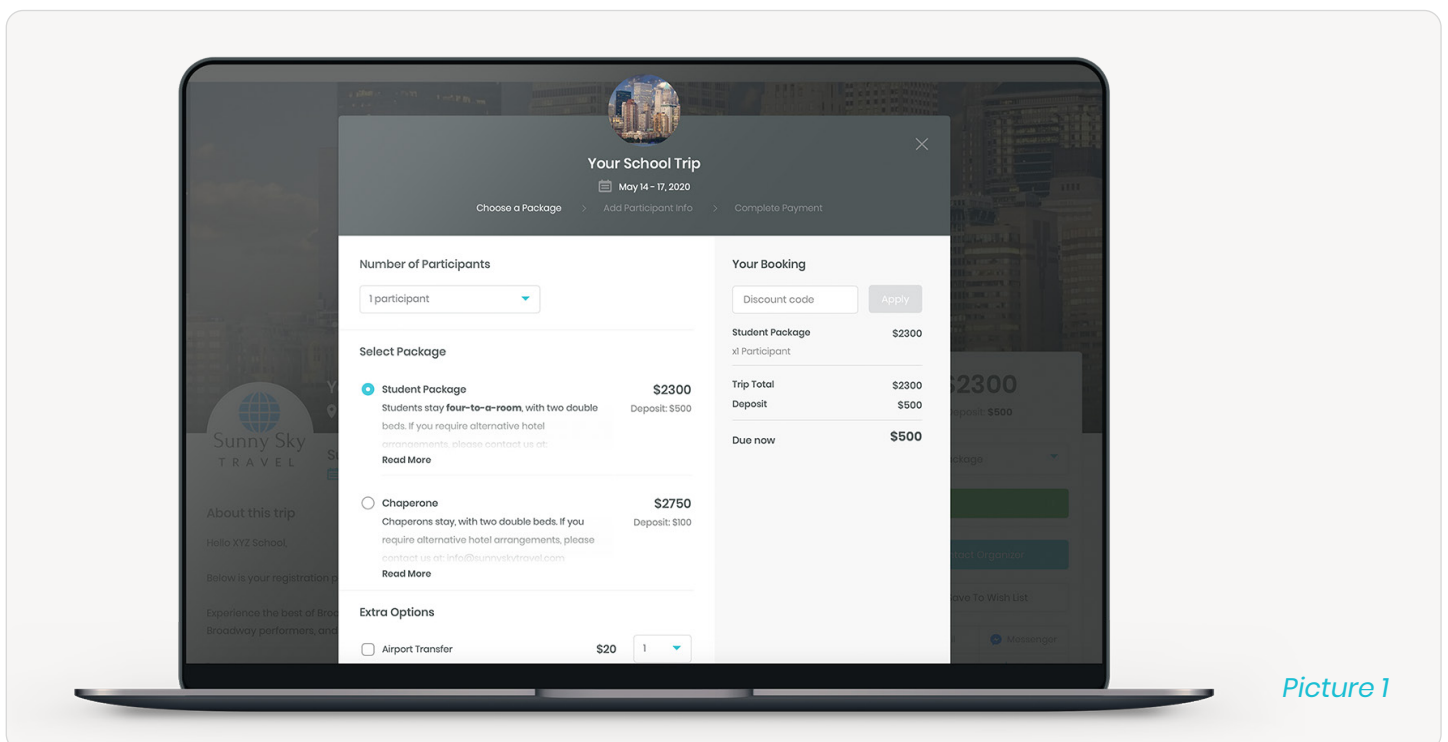 Your School Trip
May 14 - 17, 2020
Choose a Package > Add Participant Info > Complete Payment
Number of Participants
1 participant
Select Package
Student Package $2300
Students stay four-to-a-room, with two double Deposit: $500
beds. If you require alternative hotel
arrangements, please contact us at:
Read More
Chaperone $2750
Chaperons stay, with two double beds. If you Deposit: $100
require alternative hotel arrangements, please
contact us at: info@sunnyskytravel.com
Read More
Extra Options
Airport Transfer $20 1
Your Booking
Discount code Apply
Student Package $2300
x1 Participant
Trip Total $2300
Deposit $500
Due now $500
Sunny Sky
TRAVEL
About this trip
Hello XYZ School,
Below is your registration p
Experience the best of Broa
Broadway performers, and
$2300
Deposit: $500
ckage
act Organizer
ave To Wish List
Messenger
Picture 1